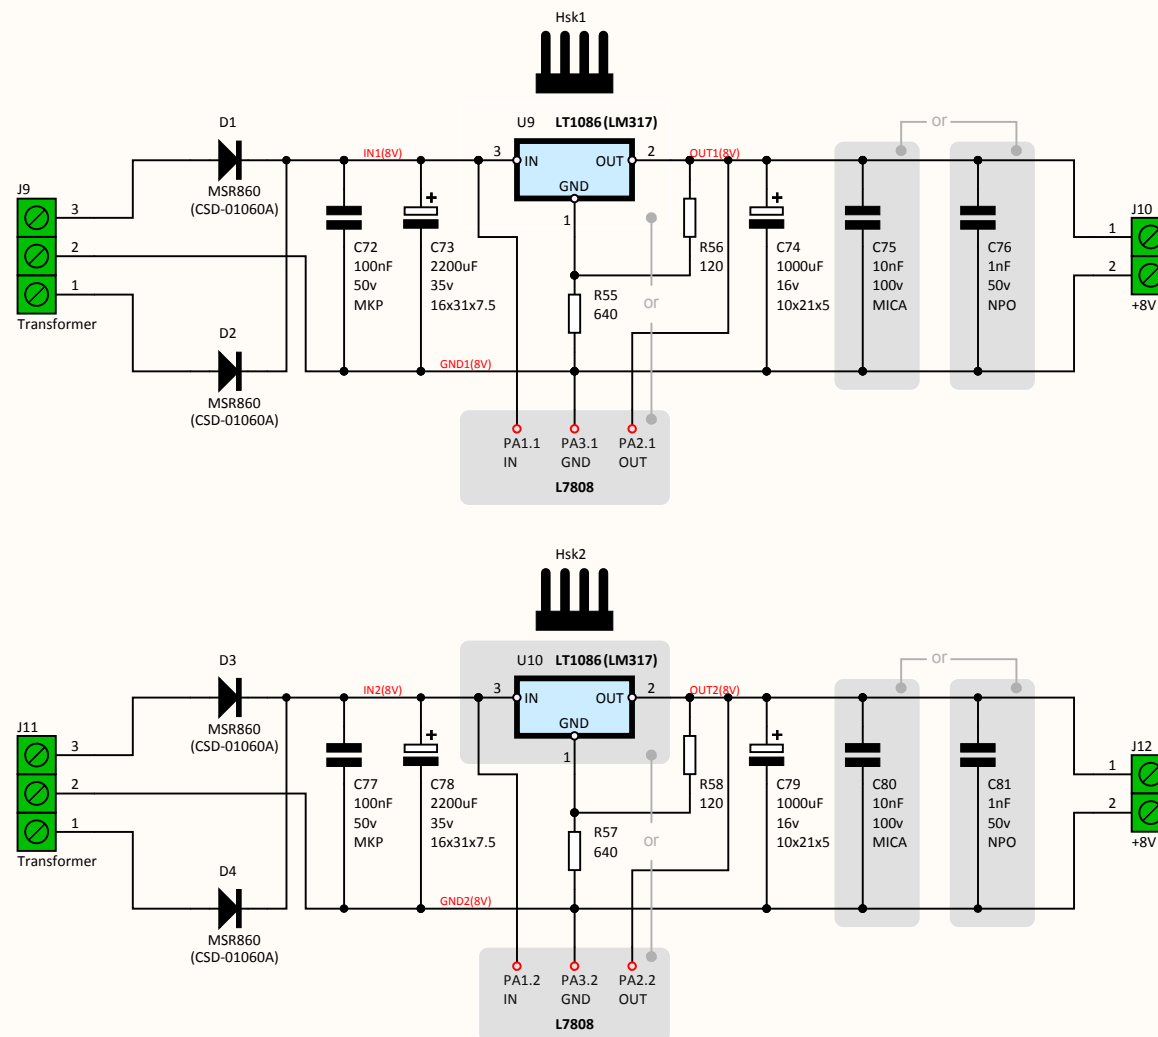 Hsk1
D1
U9 LT1086(LM317)
or
3 IN1(8V) 3 IN OUT 2 OUT1(8V)
GND
J9
MSR860
(CSD-01060A)
3
2
1
Transformer
1
J10
1
2
+8V
C72
100nF
50v
MKP
+
C73
2200uF
35v
16x31x7.5
R56
120
+
C74
1000uF
16v
10x21x5
C75
10nF
100v
MICA
C76
1nF
50v
NPO
R55
640
or
D2
GND1(8V)
MSR860
(CSD-01060A)
PA1.1
IN
PA3.1
GND
PA2.1
OUT
L7808
Hsk2
D3
U10 LT1086(LM317)
or
IN2(8V) 3 IN OUT 2 OUT2(8V)
GND
J11
MSR860
(CSD-01060A)
3
2
1
Transformer
1
J12
1
2
+8V
C77
100nF
50v
MKP
+
C78
2200uF
35v
16x31x7.5
R58
120
+
C79
1000uF
16v
10x21x5
C80
10nF
100v
MICA
C81
1nF
50v
NPO
R57
640
or
D4
GND2(8V)
MSR860
(CSD-01060A)
PA1.2
IN
PA3.2
GND
PA2.2
OUT
L7808